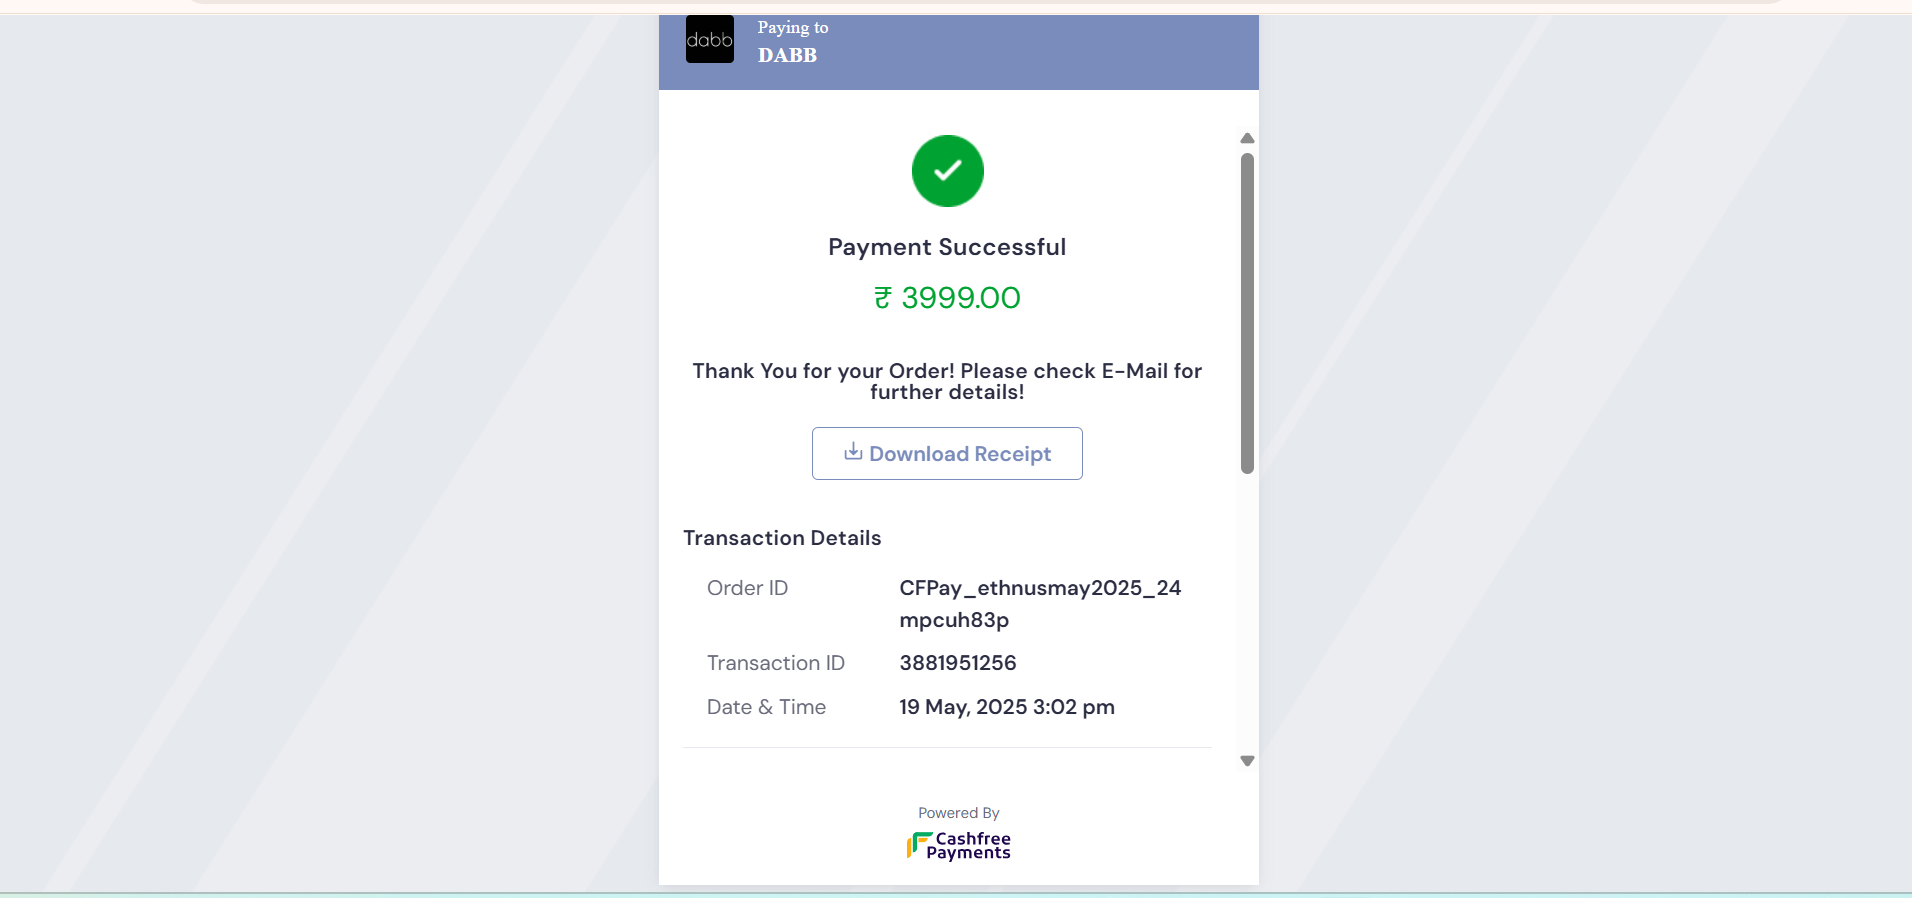 dabb
Paying to
DABB
Payment Successful
₹ 3999.00
Thank You for your Order! Please check E-Mail for
further details!
Download Receipt
Transaction Details
Order ID CFPay_ethnusmay2025_24
mpcuh83p
Transaction ID 3881951256
Date & Time 19 May, 2025 3:02 pm
Powered By
Cashfree
Payments